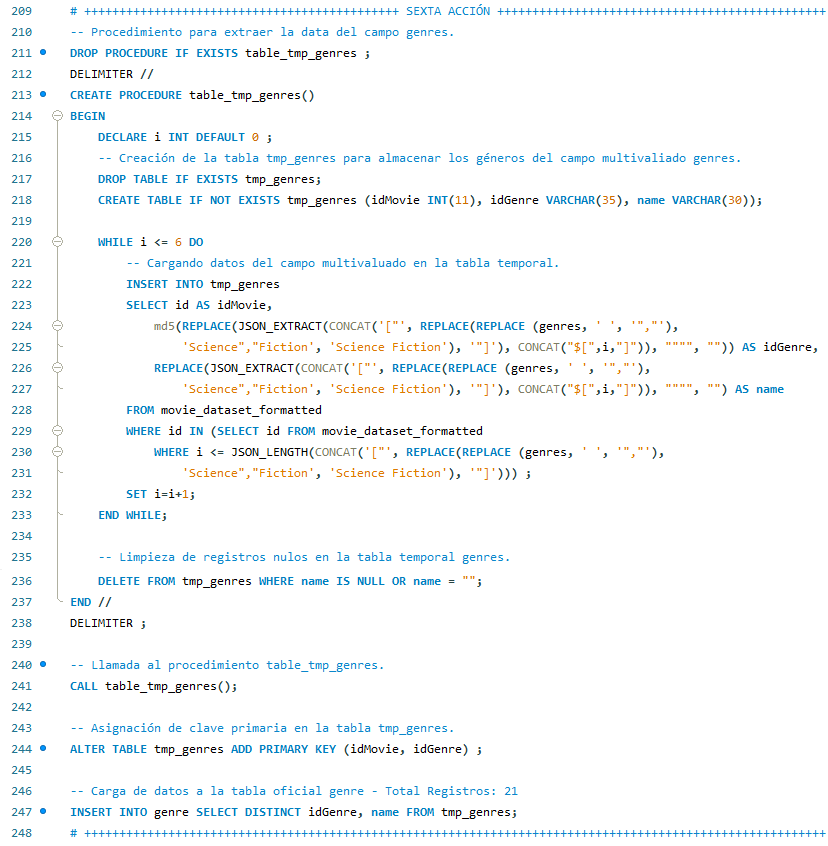 209 # +++++++++++++++++++++++++++++++++++++++++++++ SEXTA ACCIÓN +++++++++++++++++++++++++++++++++++++++++++++++
210 -- Procedimiento para extraer la data del campo genres.
211 DROP PROCEDURE IF EXISTS table_tmp_genres ;
212 DELIMITER //
213 CREATE PROCEDURE table_tmp_genres()
214 BEGIN
215 DECLARE i INT DEFAULT 0 ;
216 -- Creación de la tabla tmp_genres para almacenar los géneros del campo multivaliado genres.
217 DROP TABLE IF EXISTS tmp_genres;
218 CREATE TABLE IF NOT EXISTS tmp_genres (idMovie INT(11), idGenre VARCHAR(35), name VARCHAR(30));
219
220 WHILE i <= 6 DO
221 -- Cargando datos del campo multivaluado en la tabla temporal.
222 INSERT INTO tmp_genres
223 SELECT id AS idMovie,
224 md5(REPLACE(JSON_EXTRACT(CONCAT('["', REPLACE(REPLACE (genres, ' ', '","'),
225 'Science","Fiction', 'Science Fiction'), '"]'), CONCAT("$[",i,"]")), """", "")) AS idGenre,
226 REPLACE(JSON_EXTRACT(CONCAT('["', REPLACE(REPLACE (genres, ' ', '","'),
227 'Science","Fiction', 'Science Fiction'), '"]'), CONCAT("$[",i,"]")), """", "") AS name
228 FROM movie_dataset_formatted
229 WHERE id IN (SELECT id FROM movie_dataset_formatted
230 WHERE i <= JSON_LENGTH(CONCAT('["', REPLACE(REPLACE (genres, ' ', '","'),
231 'Science","Fiction', 'Science Fiction'), '"]'))) ;
232 SET i=i+1;
233 END WHILE;
234
235 -- Limpieza de registros nulos en la tabla temporal genres.
236 DELETE FROM tmp_genres WHERE name IS NULL OR name = "";
237 END //
238 DELIMITER ;
239
240 -- Llamada al procedimiento table_tmp_genres.
241 CALL table_tmp_genres();
242
243 -- Asignación de clave primaria en la tabla tmp_genres.
244 ALTER TABLE tmp_genres ADD PRIMARY KEY (idMovie, idGenre) ;
245
246 -- Carga de datos a la tabla oficial genre - Total Registros: 21
247 INSERT INTO genre SELECT DISTINCT idGenre, name FROM tmp_genres;
248 # ++++++++++++++++++++++++++++++++++++++++++++++++++++++++++++++++++++++++++++++++++++++++++++++++++++++++++